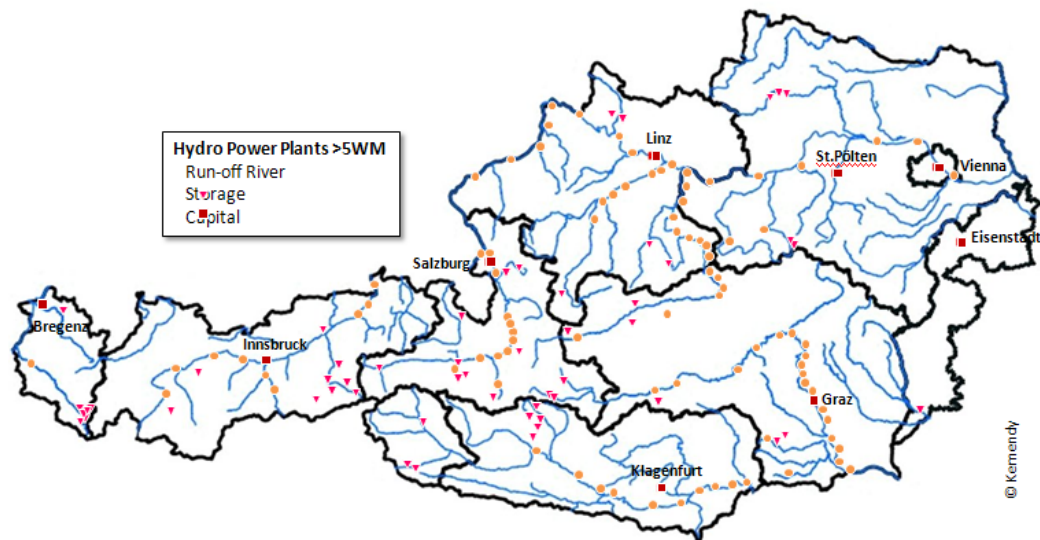 Hydro Power Plants >5WM
Run-off River
Storage
Capital
Linz
St.Pölten
Vienna
Eisenstadt
Salzburg
Bregenz
Innsbruck
Graz
Klagenfurt
© Kemendy